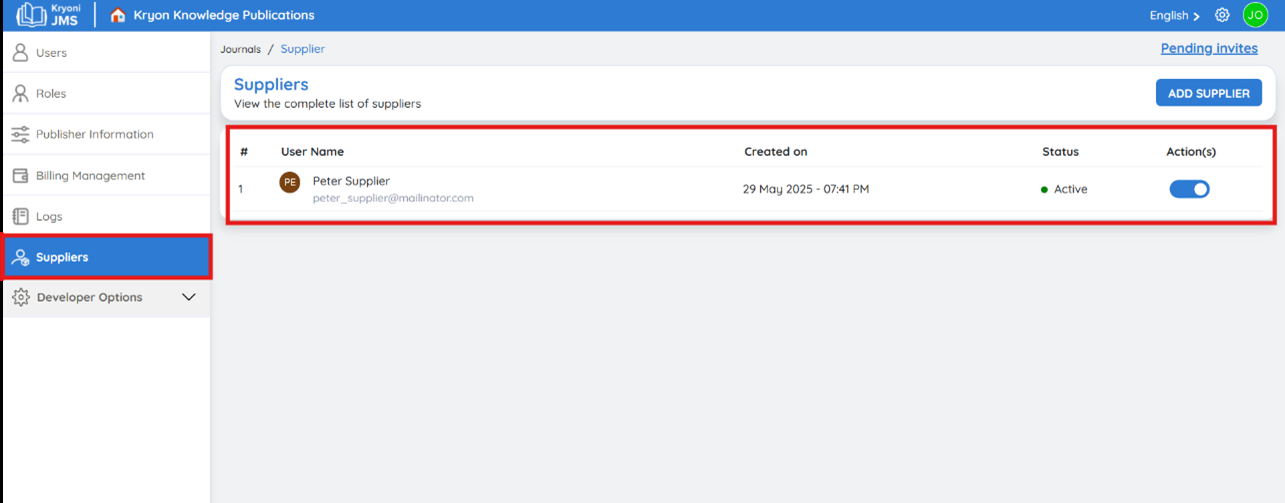 Kryoni
JMS
Kryon Knowledge Publications
English >
JO
Users
Roles
Publisher Information
Billing Management
Logs
Suppliers
Developer Options
Journals / Supplier
Pending invites
Suppliers
View the complete list of suppliers
ADD SUPPLIER
# User Name Created on Status Action(s)
1 PE Peter Supplier 29 May 2025 - 07:41 PM Active
peter_supplier@mailinator.com